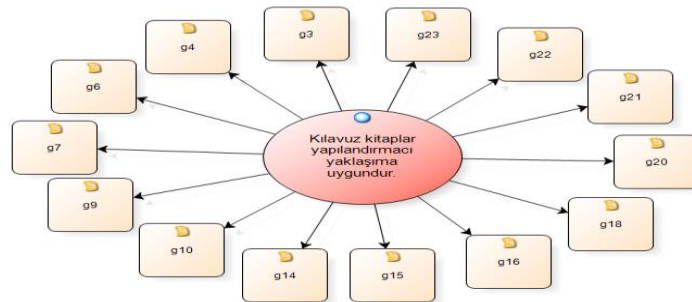 g3
g23
g4
g22
g6
g21
Kılavuz kitaplar
yapılandırmacı
yaklaşıma
uygundur.
g7
g20
g9
g18
g10
g16
g14
g15